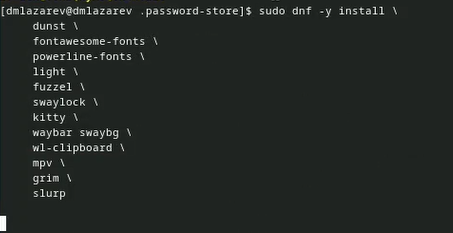 [dmlazarev@dmlazarev .password-store]$ sudo dnf -y install \
dunst \
fontawesome-fonts \
powerline-fonts \
light \
fuzzel \
swaylock \
kitty \
waybar swaybg \
wl-clipboard \
mpv \
grim \
slurp